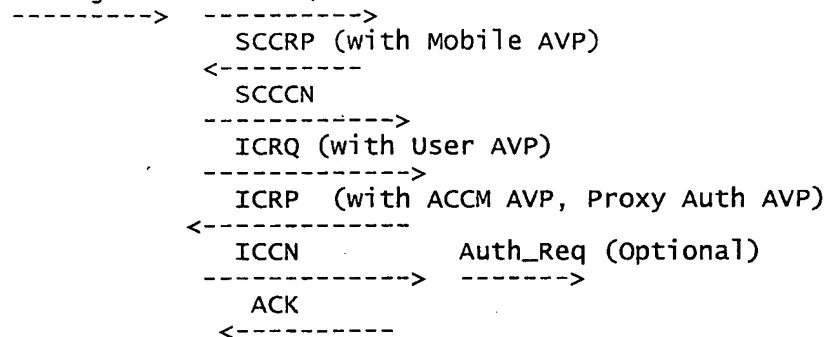 ---------> ----------->
SCCRP (with Mobile AVP)
<----------
SCCCN
------------->
ICRQ (with User AVP)
-------------->
ICRP (with ACCM AVP, Proxy Auth AVP)
<--------------
ICCN Auth_Req (Optional)
--------------> ------->
ACK
<-----------